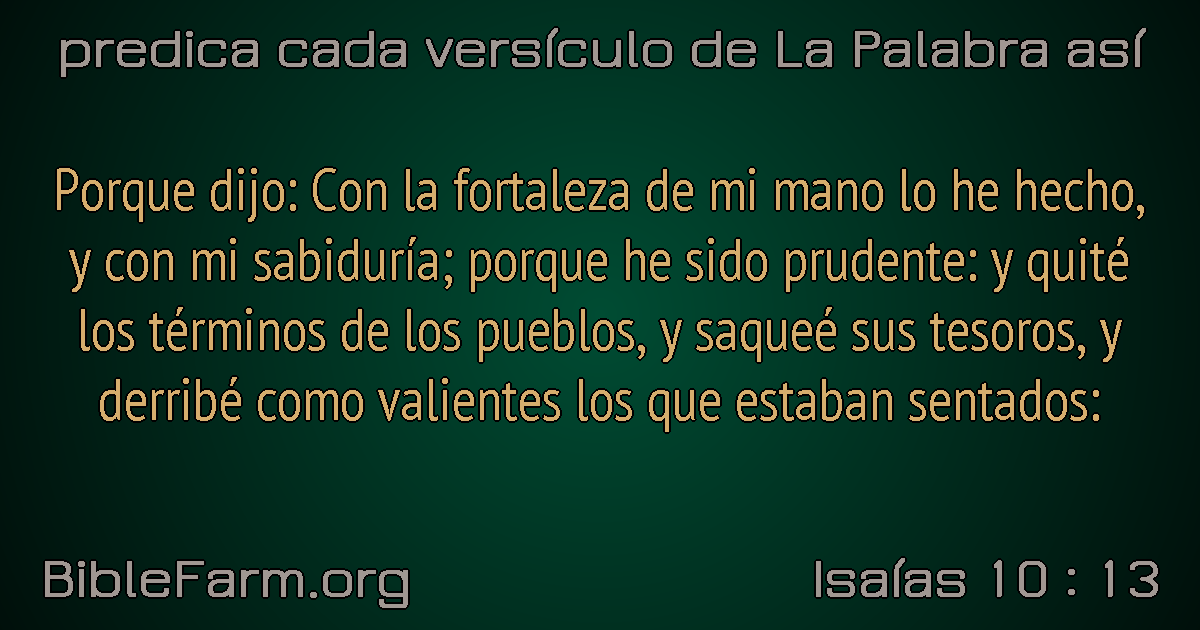 predica cada versículo de La Palabra así
Porque dijo: Con la fortaleza de mi mano lo he hecho,
y con mi sabiduría; porque he sido prudente: y quité
los términos de los pueblos, y saqueé sus tesoros, y
derribé como valientes los que estaban sentados:
BibleFarm.org
Isaías 10 : 13